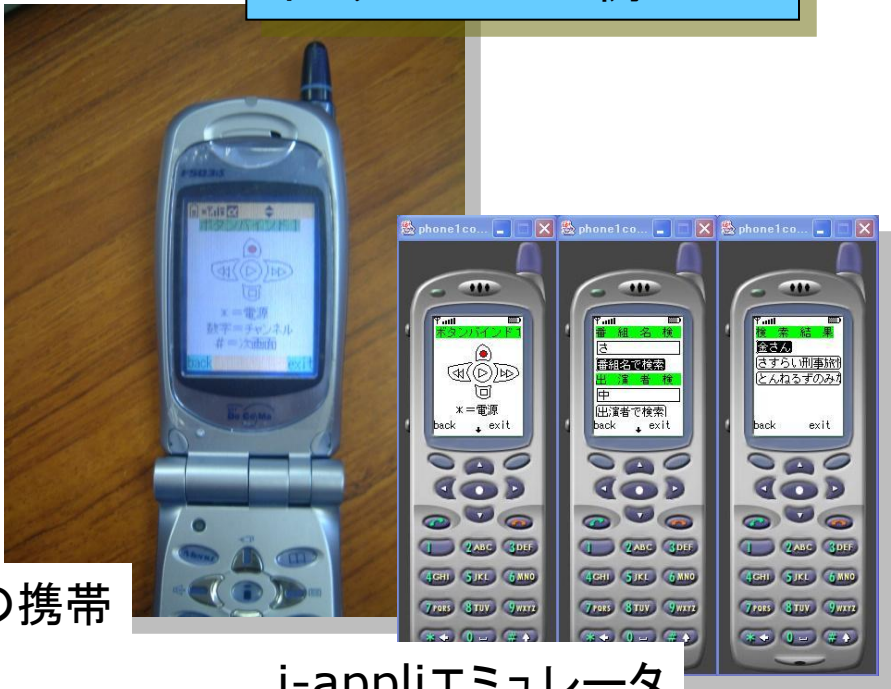 F503i
ボタンバインド1
*=電源
数字=チャンネル
#=次画面
back exit
DoCoMo
Menu
の携帯
phone1co...
ボタンバインド1
*=電源
back exit
1 2ABC 3DEF
4GHI 5JKL 6MNO
7PQRS 8TUV 9WXYZ
* 0 #
phone1co...
番組名検
さ
番組名で検索
出演者検
中
出演者で検索
back exit
1 2ABC 3DEF
4GHI 5JKL 6MNO
7PQRS 8TUV 9WXYZ
* 0 #
phone1co...
検索結果
金さん
さすらい刑事旅
とんねるずのみ
back exit
1 2ABC 3DEF
4GHI 5JKL 6MNO
7PQRS 8TUV 9WXYZ
* 0 #
i-appliエミュレータ